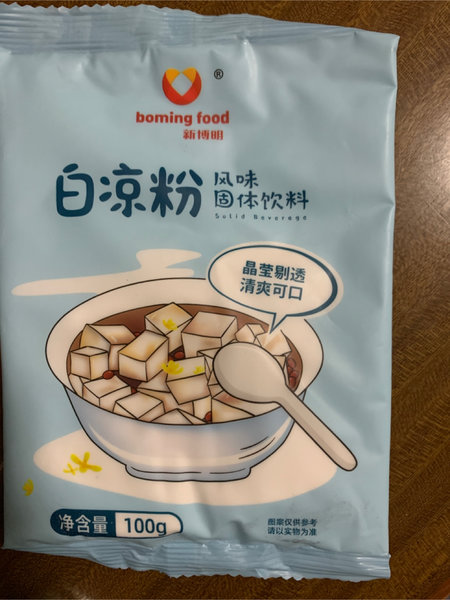 ®
boming food
新博明
白凉粉
风味
固体饮料
Solid Beverage
晶莹剔透
清爽可口
净含量 100g
图案仅供参考
请以实物为准